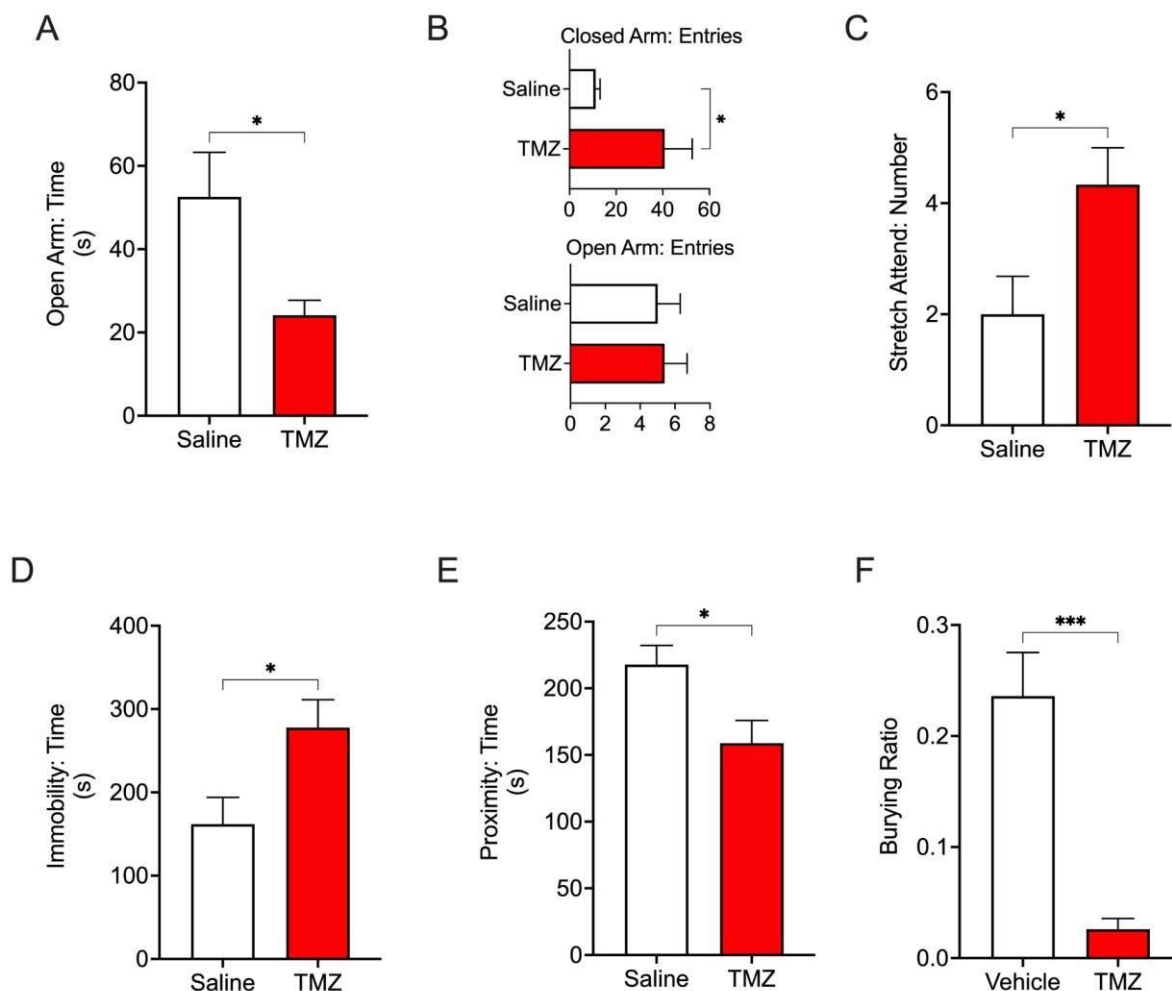 A
Open Arm: Time
(s)
80
60
40
20
0
*
Saline
TMZ
B
Closed Arm: Entries
Saline
TMZ
*
0 20 40 60
Open Arm: Entries
Saline
TMZ
0 2 4 6 8
C
Stretch Attend: Number
6
4
2
0
*
Saline
TMZ
D
Immobility: Time
(s)
400
300
200
100
0
*
Saline
TMZ
E
Proximity: Time
(s)
250
200
150
100
50
0
*
Saline
TMZ
F
Burying Ratio
0.3
0.2
0.1
0.0
***
Vehicle
TMZ